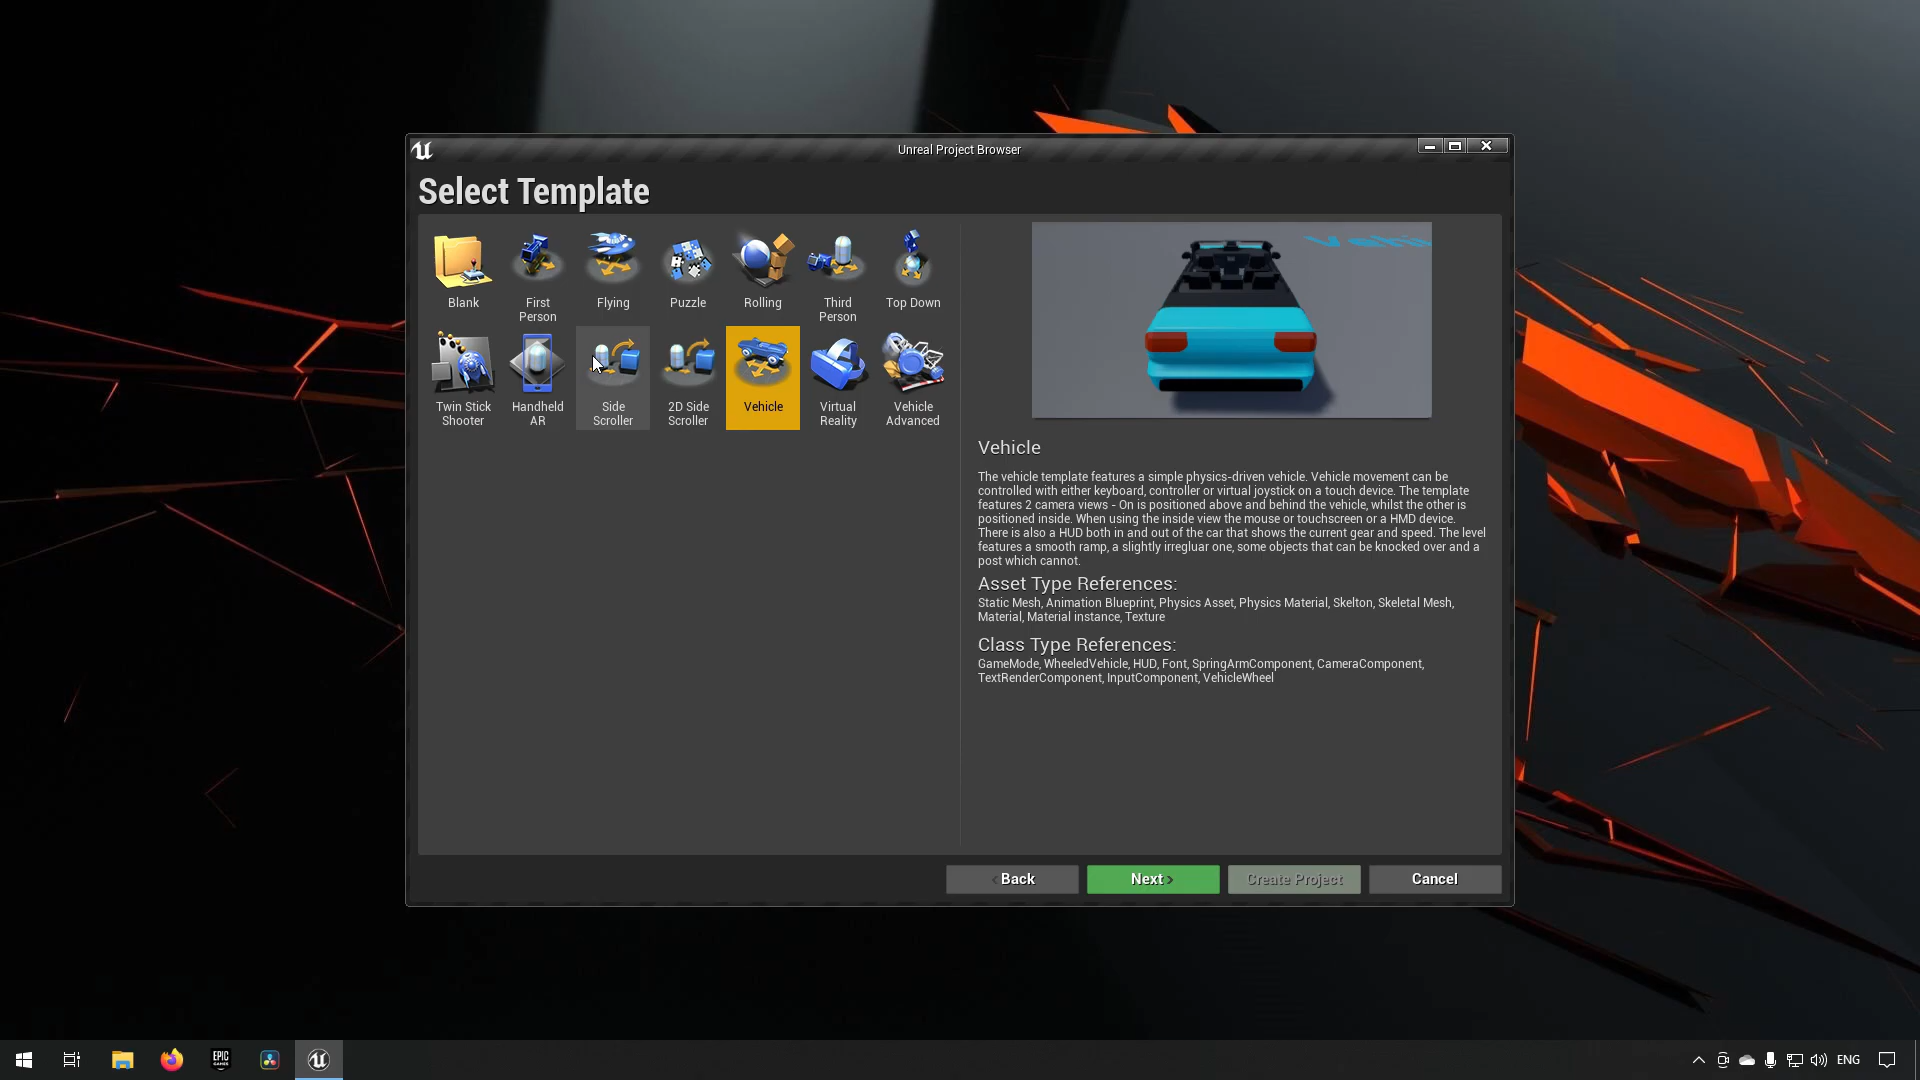 Unreal Project Browser
Select Template
Blank
First
Person
Flying
Puzzle
Rolling
Third
Person
Top Down
Twin Stick
Shooter
Handheld
AR
Side
Scroller
2D Side
Scroller
Vehicle
Virtual
Reality
Vehicle
Advanced
Vehicle
The vehicle template features a simple physics-driven vehicle. Vehicle movement can be
controlled with either keyboard, controller or virtual joystick on a touch device. The template
features 2 camera views - On is positioned above and behind the vehicle, whilst the other is
positioned inside. When using the inside view the mouse or touchscreen or a HMD device.
There is also a HUD both in and out of the car that shows the current gear and speed. The level
features a smooth ramp, a slightly irregluar one, some objects that can be knocked over and a
post which cannot.
Asset Type References:
Static Mesh, Animation Blueprint, Physics Asset, Physics Material, Skelton, Skeletal Mesh,
Material, Material instance, Texture
Class Type References:
GameMode, WheeledVehicle, HUD, Font, SpringArmComponent, CameraComponent,
TextRenderComponent, InputComponent, VehicleWheel
< Back
Next >
Create Project
Cancel
EPIC
GAMES
ENG